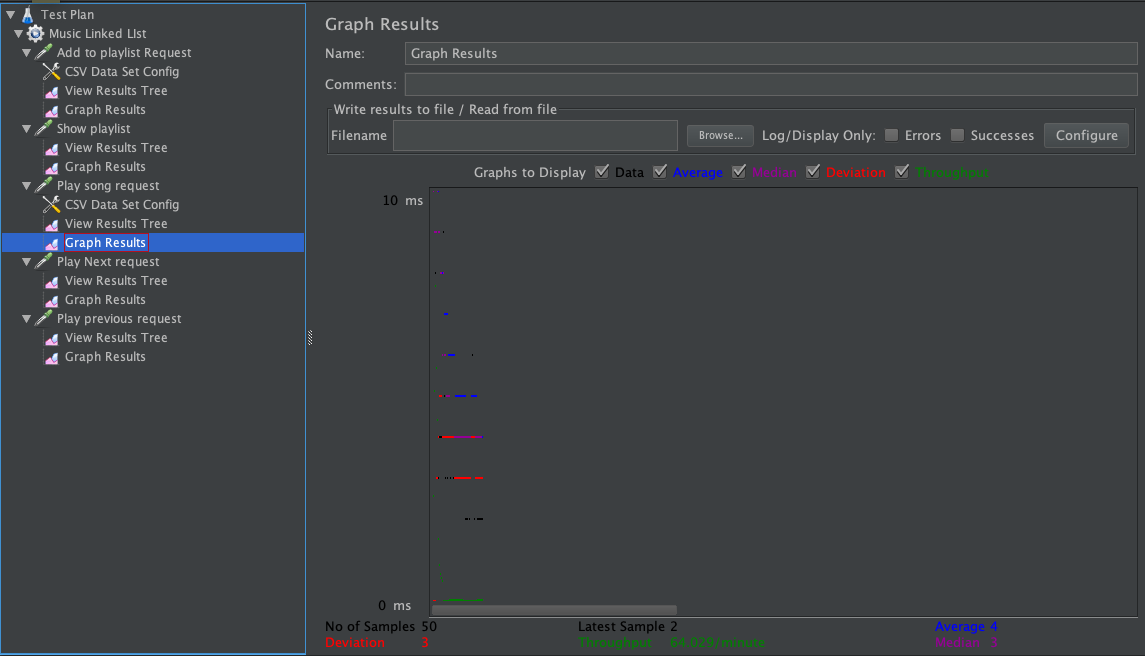 Test Plan
Music Linked LIst
Add to playlist Request
CSV Data Set Config
View Results Tree
Graph Results
Show playlist
View Results Tree
Graph Results
Play song request
CSV Data Set Config
View Results Tree
Graph Results
Play Next request
View Results Tree
Graph Results
Play previous request
View Results Tree
Graph Results
Graph Results
Name: Graph Results
Comments:
Write results to file / Read from file
Filename Browse... Log/Display Only: Errors Successes Configure
Graphs to Display Data Average Median Deviation Throughput
10 ms
0 ms
No of Samples 50 Latest Sample 2 Average 4
Deviation 3 Throughput 64.029/minute Median